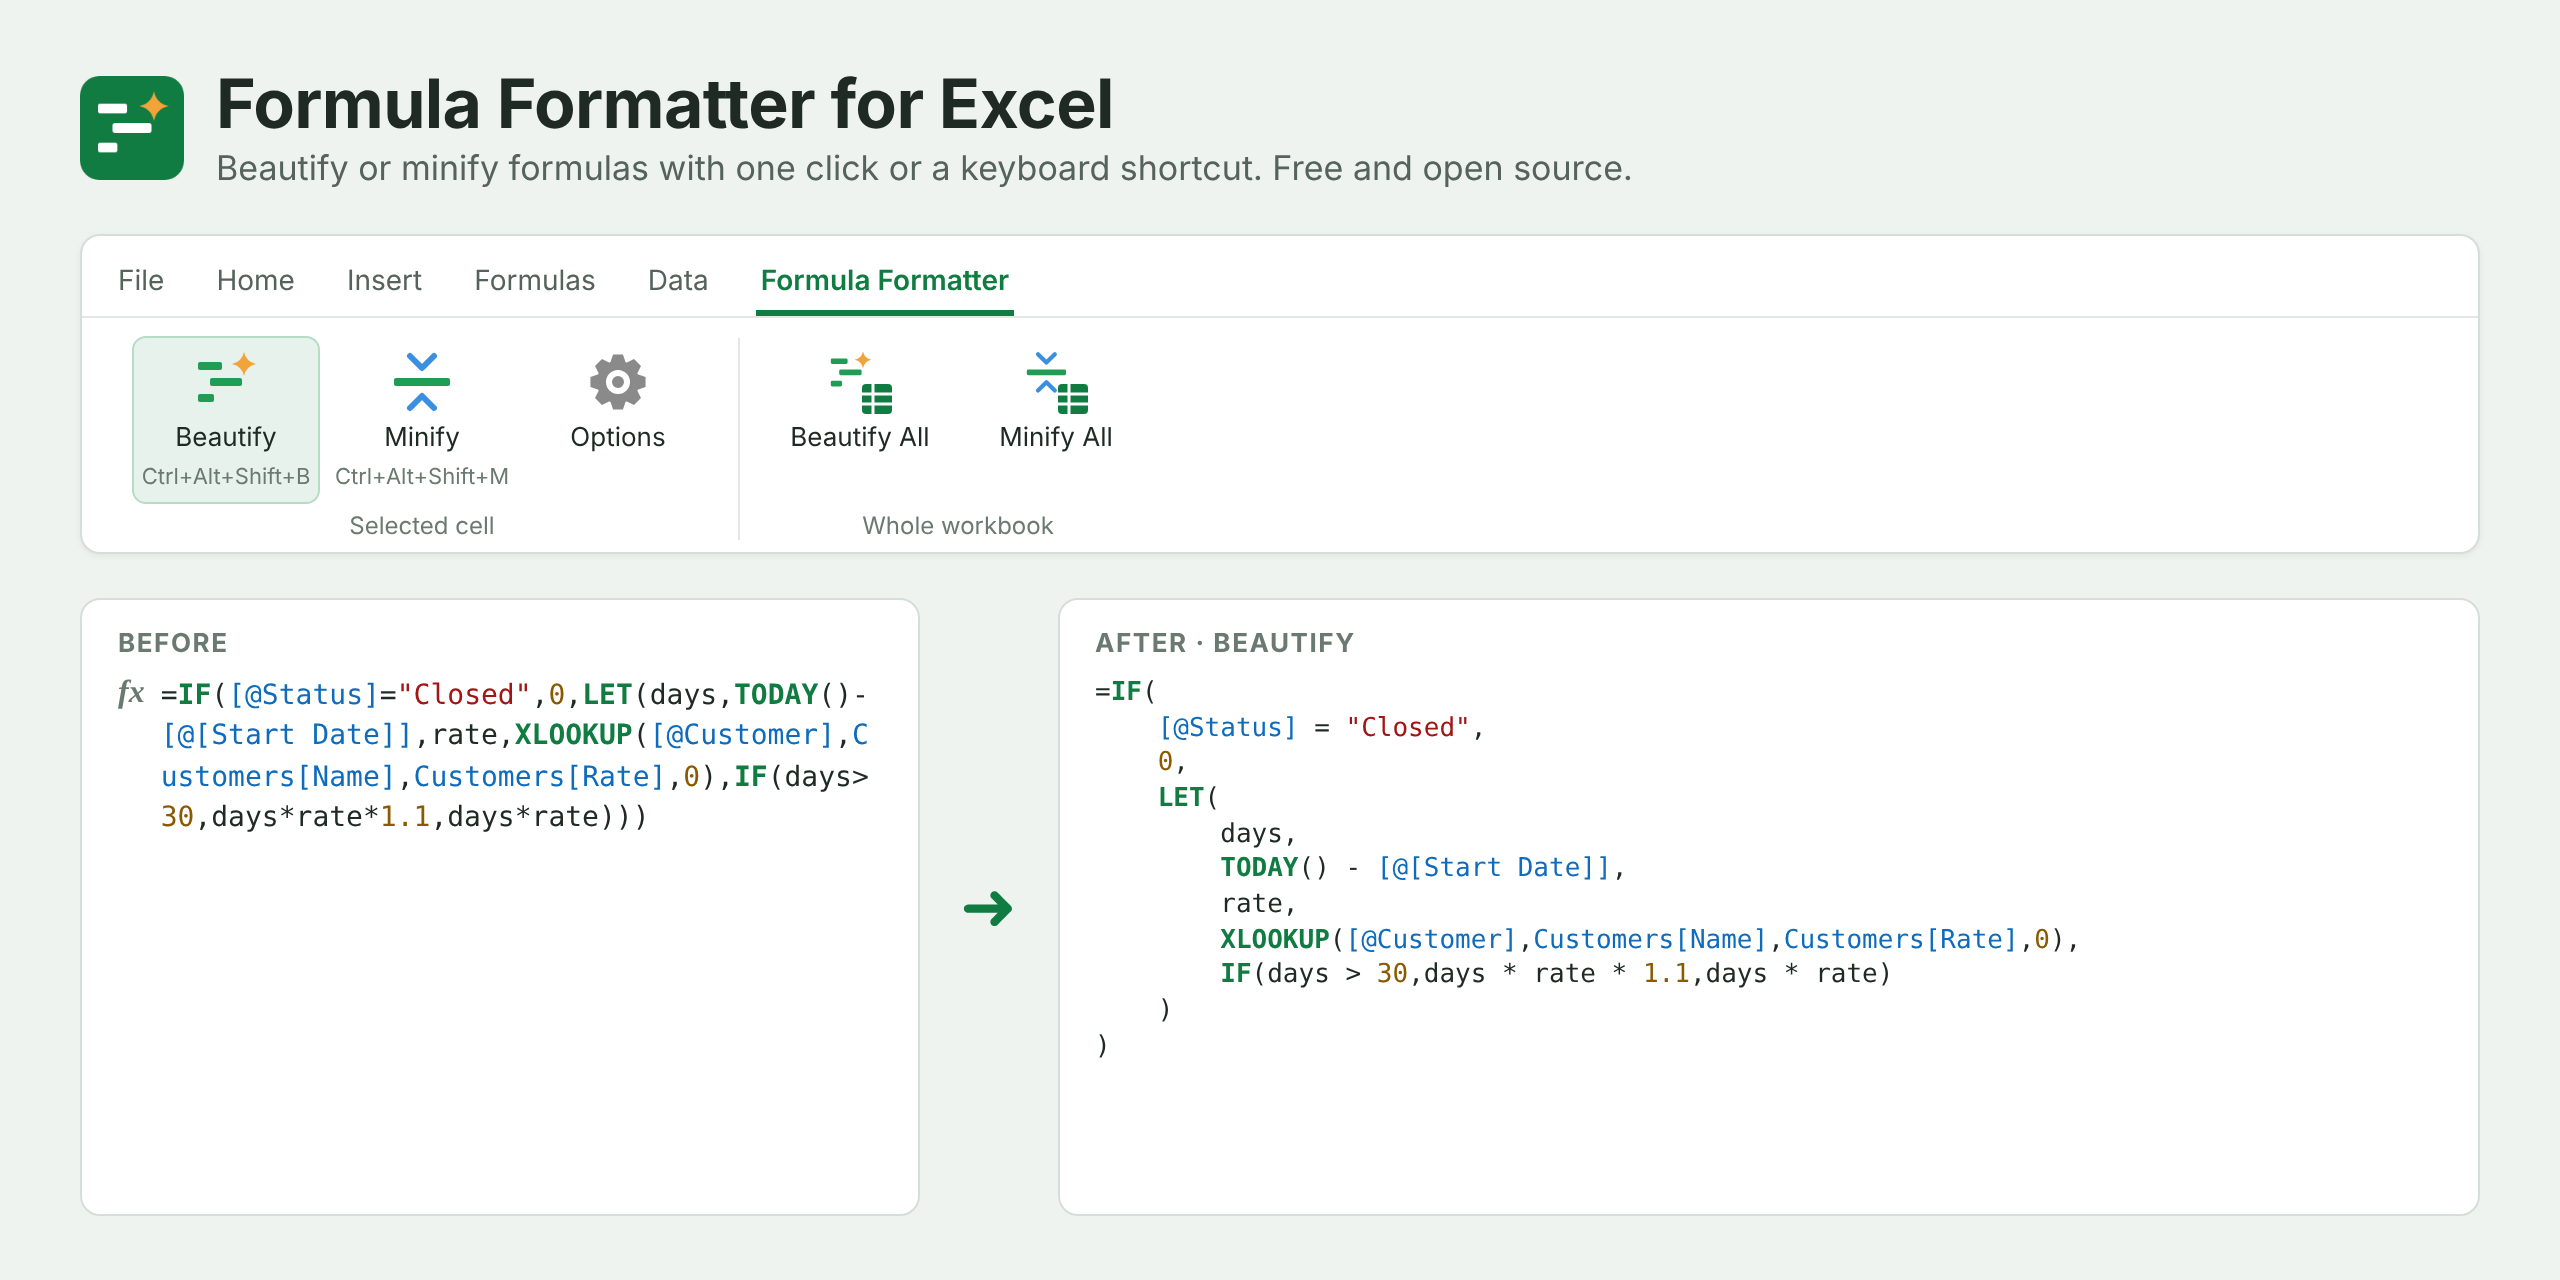 Formula Formatter for Excel
Beautify or minify formulas with one click or a keyboard shortcut. Free and open source.
File Home Insert Formulas Data Formula Formatter
Beautify Minify Options Beautify All Minify All
Ctrl+Alt+Shift+B Ctrl+Alt+Shift+M
Selected cell Whole workbook
BEFORE
fx =IF([@Status]="Closed",0,LET(days,TODAY()-
[@[Start Date]],rate,XLOOKUP([@Customer],C
ustomers[Name],Customers[Rate],0),IF(days>
30,days*rate*1.1,days*rate)))
AFTER · BEAUTIFY
=IF(
    [@Status] = "Closed",
    0,
    LET(
        days,
        TODAY() - [@[Start Date]],
        rate,
        XLOOKUP([@Customer],Customers[Name],Customers[Rate],0),
        IF(days > 30,days * rate * 1.1,days * rate)
    )
)